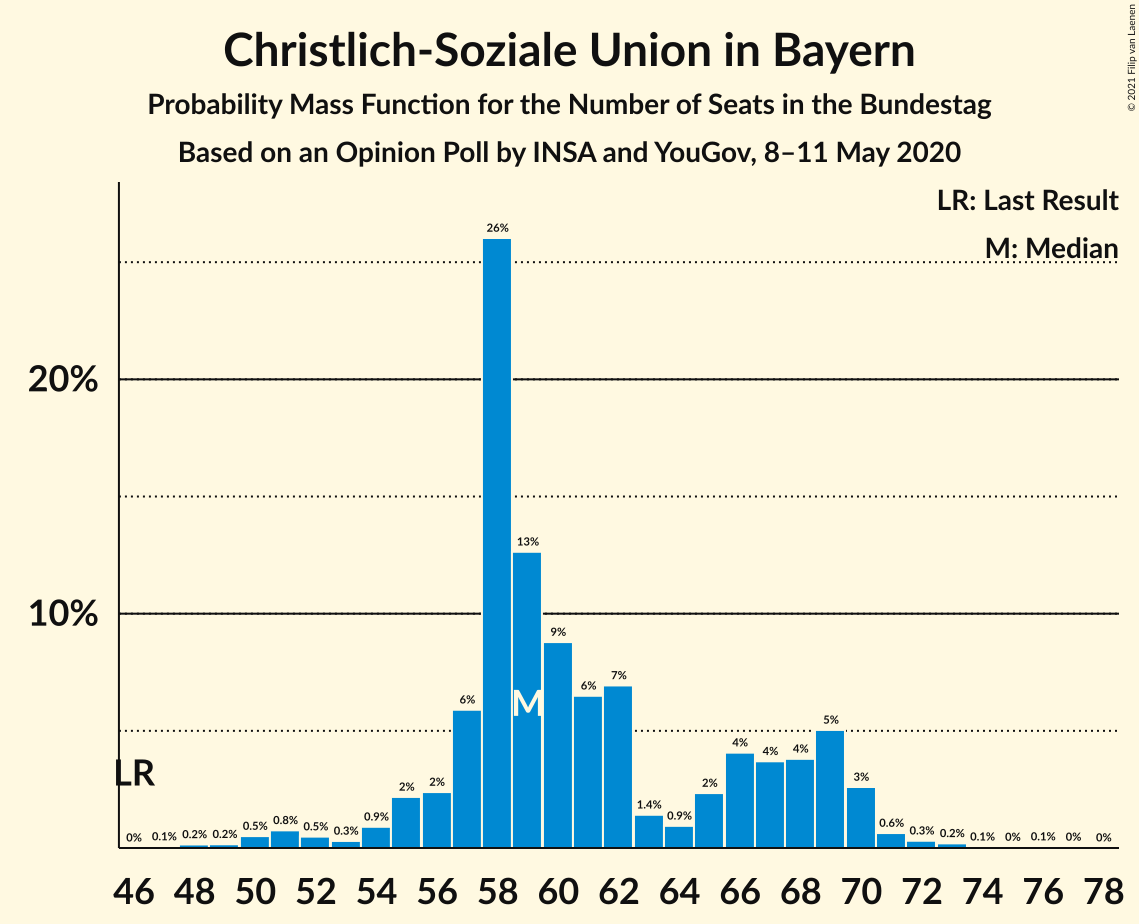 Christlich-Soziale Union in Bayern
Probability Mass Function for the Number of Seats in the Bundestag
Based on an Opinion Poll by INSA and YouGov, 8–11 May 2020
© 2021 Filip van Laenen
LR: Last Result
M: Median
20%
10%
26%
13%
9%
6% 6% 7%
M
5%
4% 4% 4%
LR
2% 2% 2% 3%
0% 0.1% 0.2% 0.2% 0.5% 0.8% 0.5% 0.3% 0.9% 1.4% 0.9% 0.6% 0.3% 0.2% 0.1% 0% 0.1% 0% 0%
46 48 50 52 54 56 58 60 62 64 66 68 70 72 74 76 78